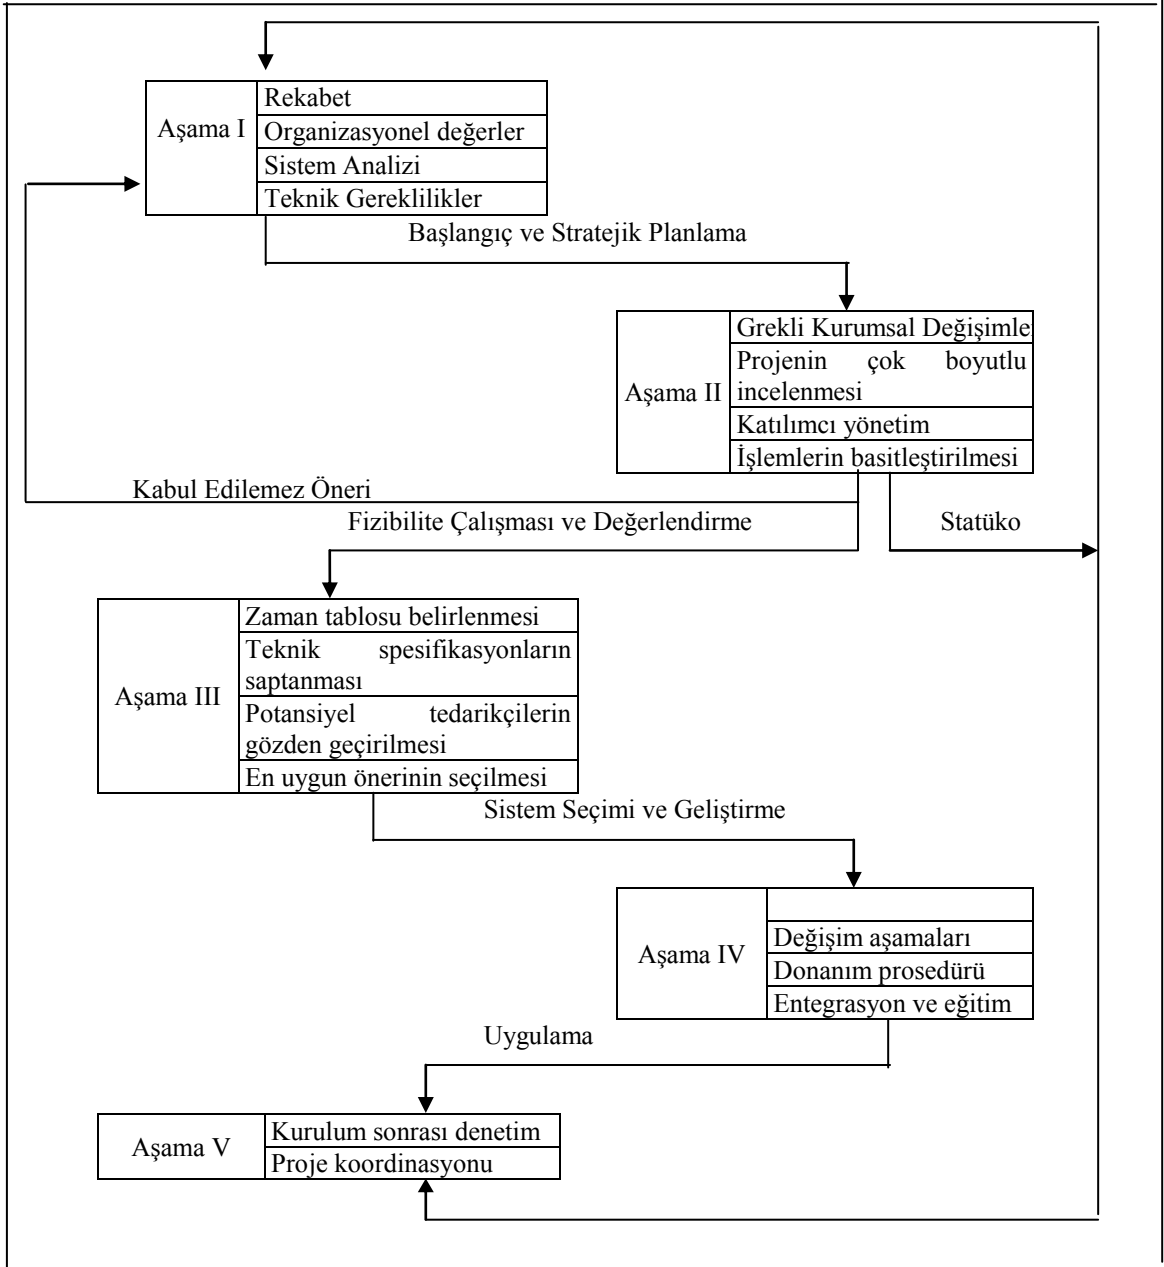 Aşama I
Rekabet
Organizasyonel değerler
Sistem Analizi
Teknik Gereklilikler
Başlangıç ve Stratejik Planlama
Aşama II
Grekli Kurumsal Değişimle
Projenin çok boyutlu
incelenmesi
Katılımcı yönetim
İşlemlerin basitleştirilmesi
Kabul Edilemez Öneri
Fizibilite Çalışması ve Değerlendirme
Statüko
Aşama III
Zaman tablosu belirlenmesi
Teknik spesifikasyonların
saptanması
Potansiyel tedarikçilerin
gözden geçirilmesi
En uygun önerinin seçilmesi
Sistem Seçimi ve Geliştirme
Aşama IV
Değişim aşamaları
Donanım prosedürü
Entegrasyon ve eğitim
Uygulama
Aşama V
Kurulum sonrası denetim
Proje koordinasyonu